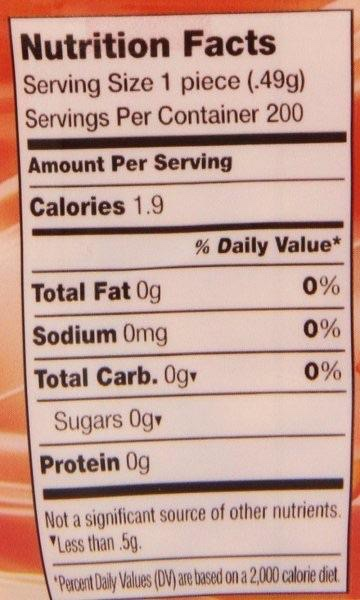 Nutrition Facts
Serving Size 1 piece (.49g)
Servings Per Container 200
Amount Per Serving
Calories 1.9
% Daily Value*
Total Fat 0g 0%
Sodium 0mg 0%
Total Carb. 0g▾ 0%
Sugars 0g▾
Protein 0g
Not a significant source of other nutrients.
▾Less than .5g.
*Percent Daily Values (DV) are based on a 2,000 calorie diet.